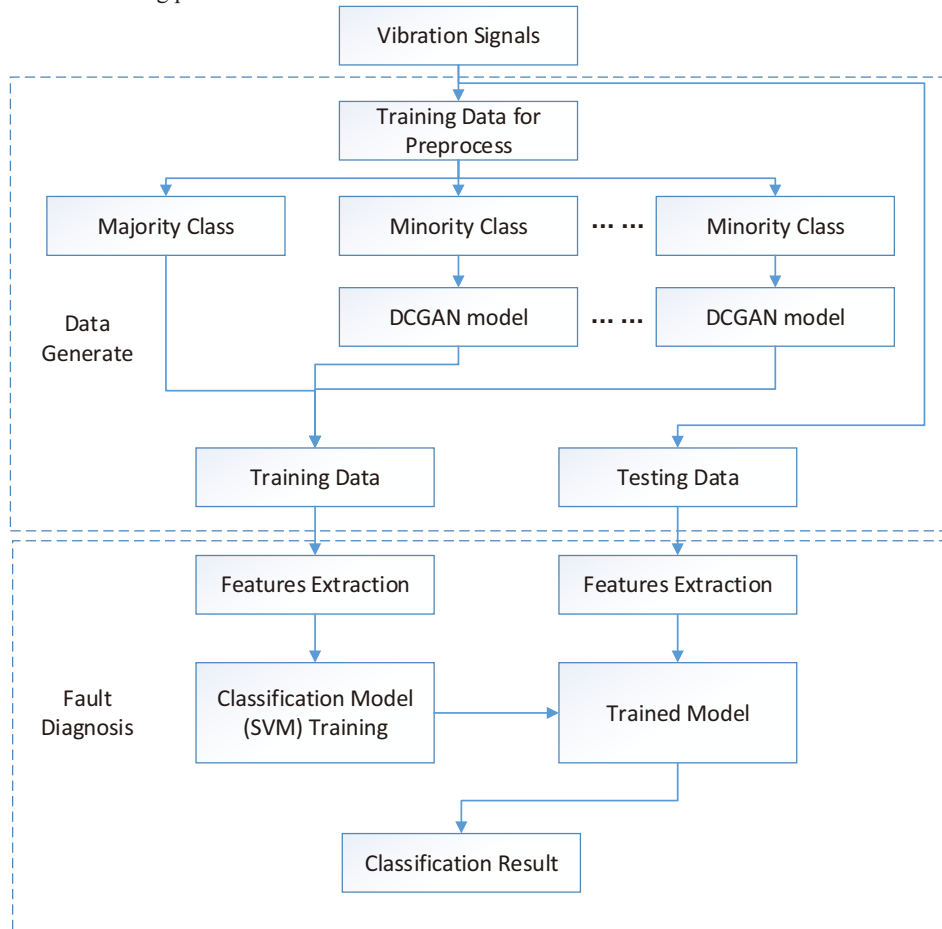 Vibration Signals
Training Data for
Preprocess
Majority Class
Minority Class
... ...
Minority Class
DCGAN model
... ...
DCGAN model
Data
Generate
Training Data
Testing Data
Features Extraction
Features Extraction
Fault
Diagnosis
Classification Model
(SVM) Training
Trained Model
Classification Result